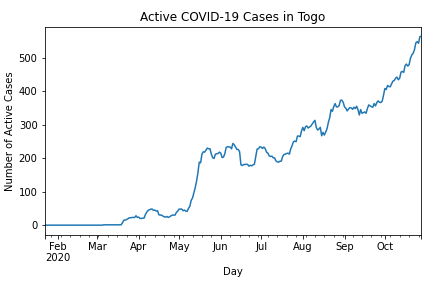 Active COVID-19 Cases in Togo
Number of Active Cases
500
400
300
200
100
0
Feb Mar Apr May Jun Jul Aug Sep Oct
2020
Day